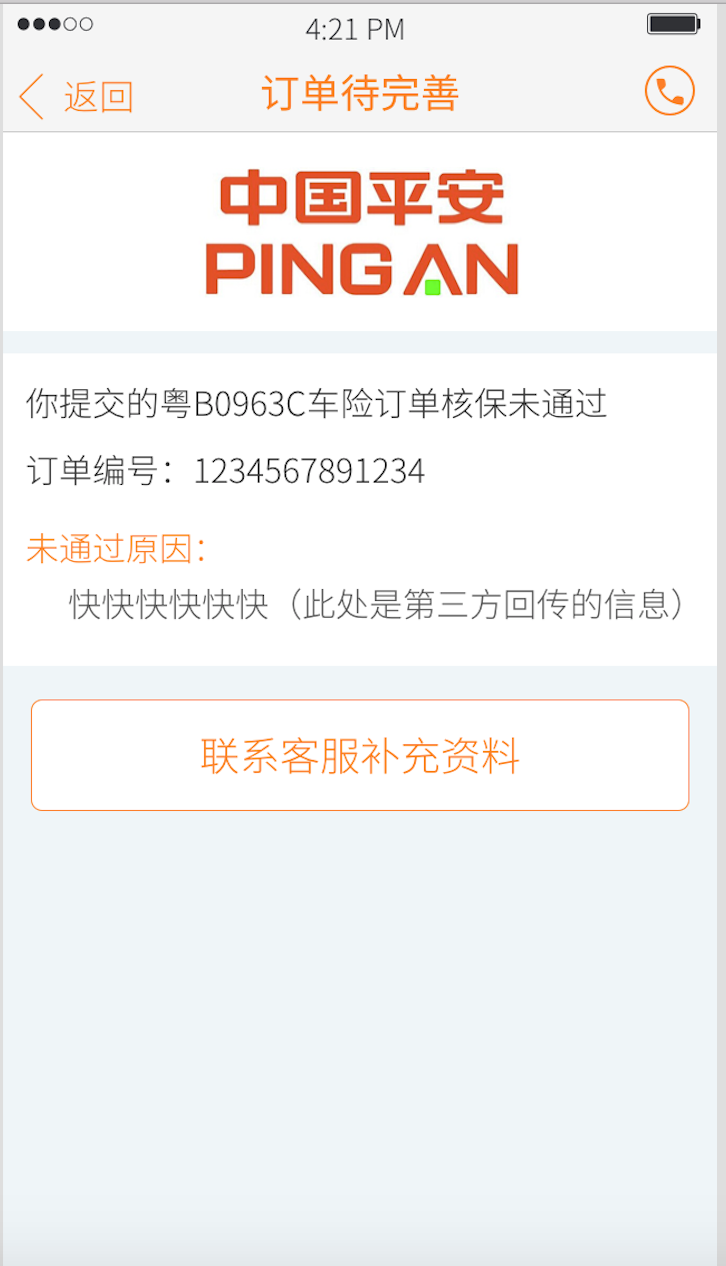 4:21 PM
返回
订单待完善
中国平安
PINGAN
你提交的粤B0963C车险订单核保未通过
订单编号：1234567891234
未通过原因：
快快快快快快（此处是第三方回传的信息）
联系客服补充资料